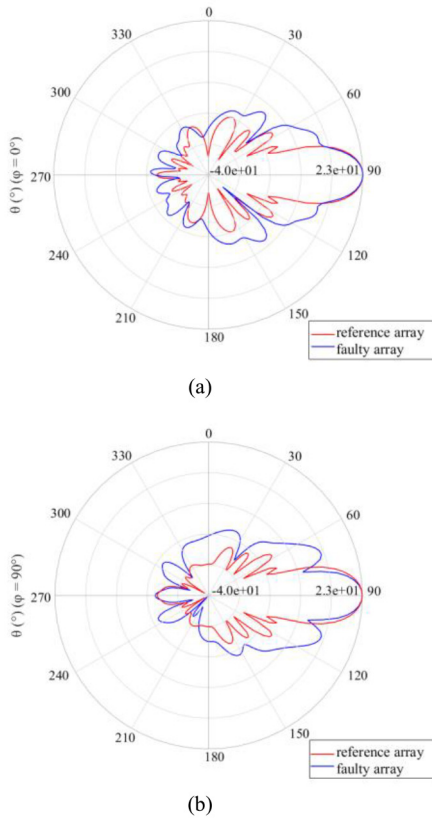 0
330
30
300
60
θ (°) (φ = 0°)
270
-4.0e+01
2.3e+01
90
240
120
210
150
180
reference array
faulty array
(a)
0
330
30
300
60
θ (°) (φ = 90°)
270
-4.0e+01
2.3e+01
90
240
120
210
150
180
reference array
faulty array
(b)